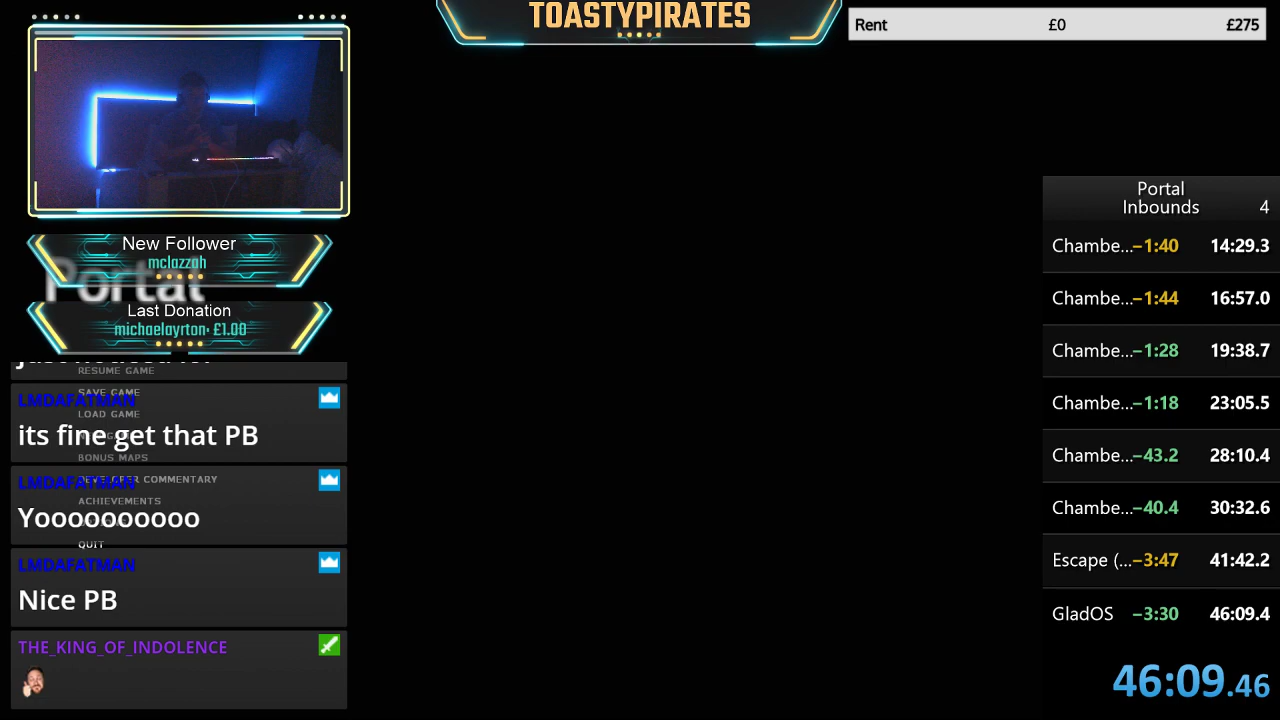 TOASTYPIRATES
Rent £0 £275
New Follower
mclazzah
Portal
Last Donation
michaelayrton: £1.00
RESUME GAME
SAVE GAME
LOAD GAME
BONUS MAPS
DEVELOPER COMMENTARY
ACHIEVEMENTS
QUIT
LMDAFATMAN
its fine get that PB
LMDAFATMAN
Yoooooooooo
LMDAFATMAN
Nice PB
THE_KING_OF_INDOLENCE
Portal
Inbounds 4
Chambe... −1:40 14:29.3
Chambe... −1:44 16:57.0
Chambe... −1:28 19:38.7
Chambe... −1:18 23:05.5
Chambe... −43.2 28:10.4
Chambe... −40.4 30:32.6
Escape (... −3:47 41:42.2
GladOS −3:30 46:09.4
46:09.46